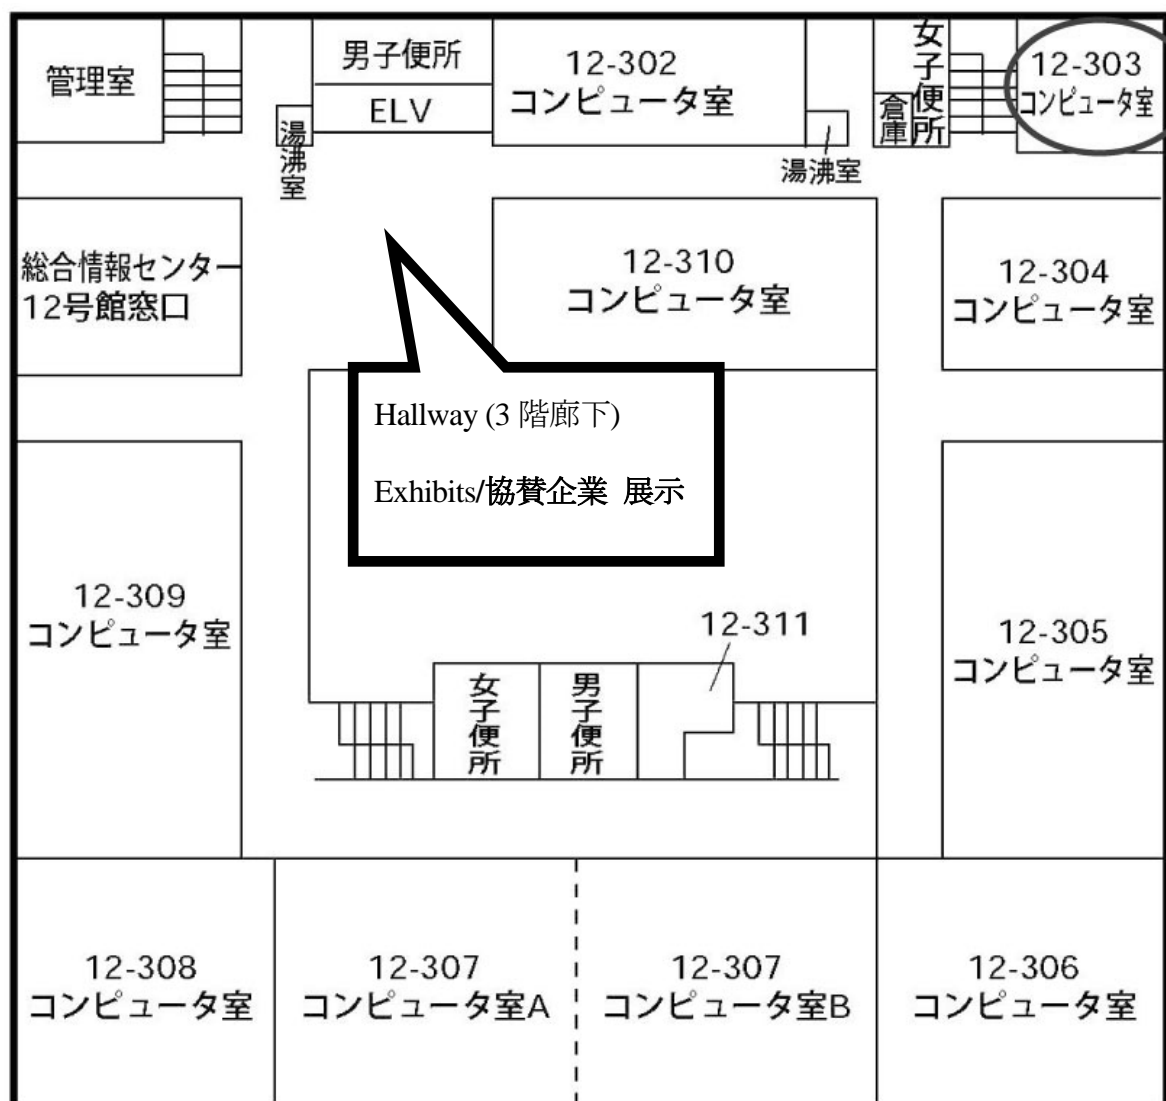 管理室
男子便所
ELV
湯沸室
12-302
コンピュータ室
湯沸室
倉庫
女子便所
12-303
コンピュータ室
総合情報センター
12号館窓口
12-310
コンピュータ室
12-304
コンピュータ室
Hallway (3 階廊下)
Exhibits/協賛企業 展示
12-309
コンピュータ室
12-311
12-305
コンピュータ室
女子便所
男子便所
12-308
コンピュータ室
12-307
コンピュータ室A
12-307
コンピュータ室B
12-306
コンピュータ室